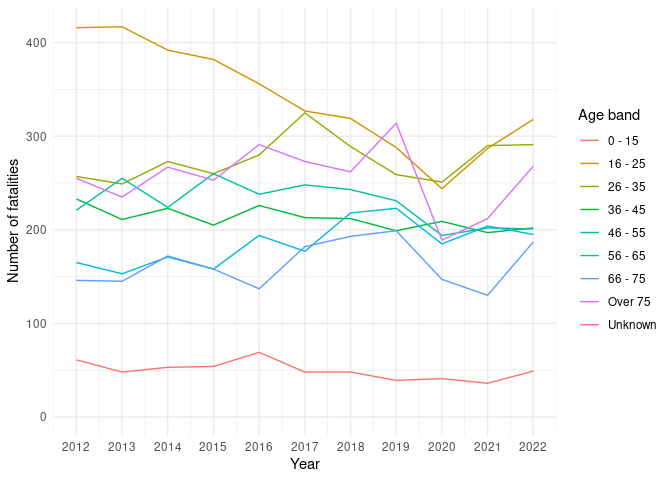 400
300
200
100
0
Number of fatalities
2012 2013 2014 2015 2016 2017 2018 2019 2020 2021 2022
Year
Age band
0 - 15
16 - 25
26 - 35
36 - 45
46 - 55
56 - 65
66 - 75
Over 75
Unknown